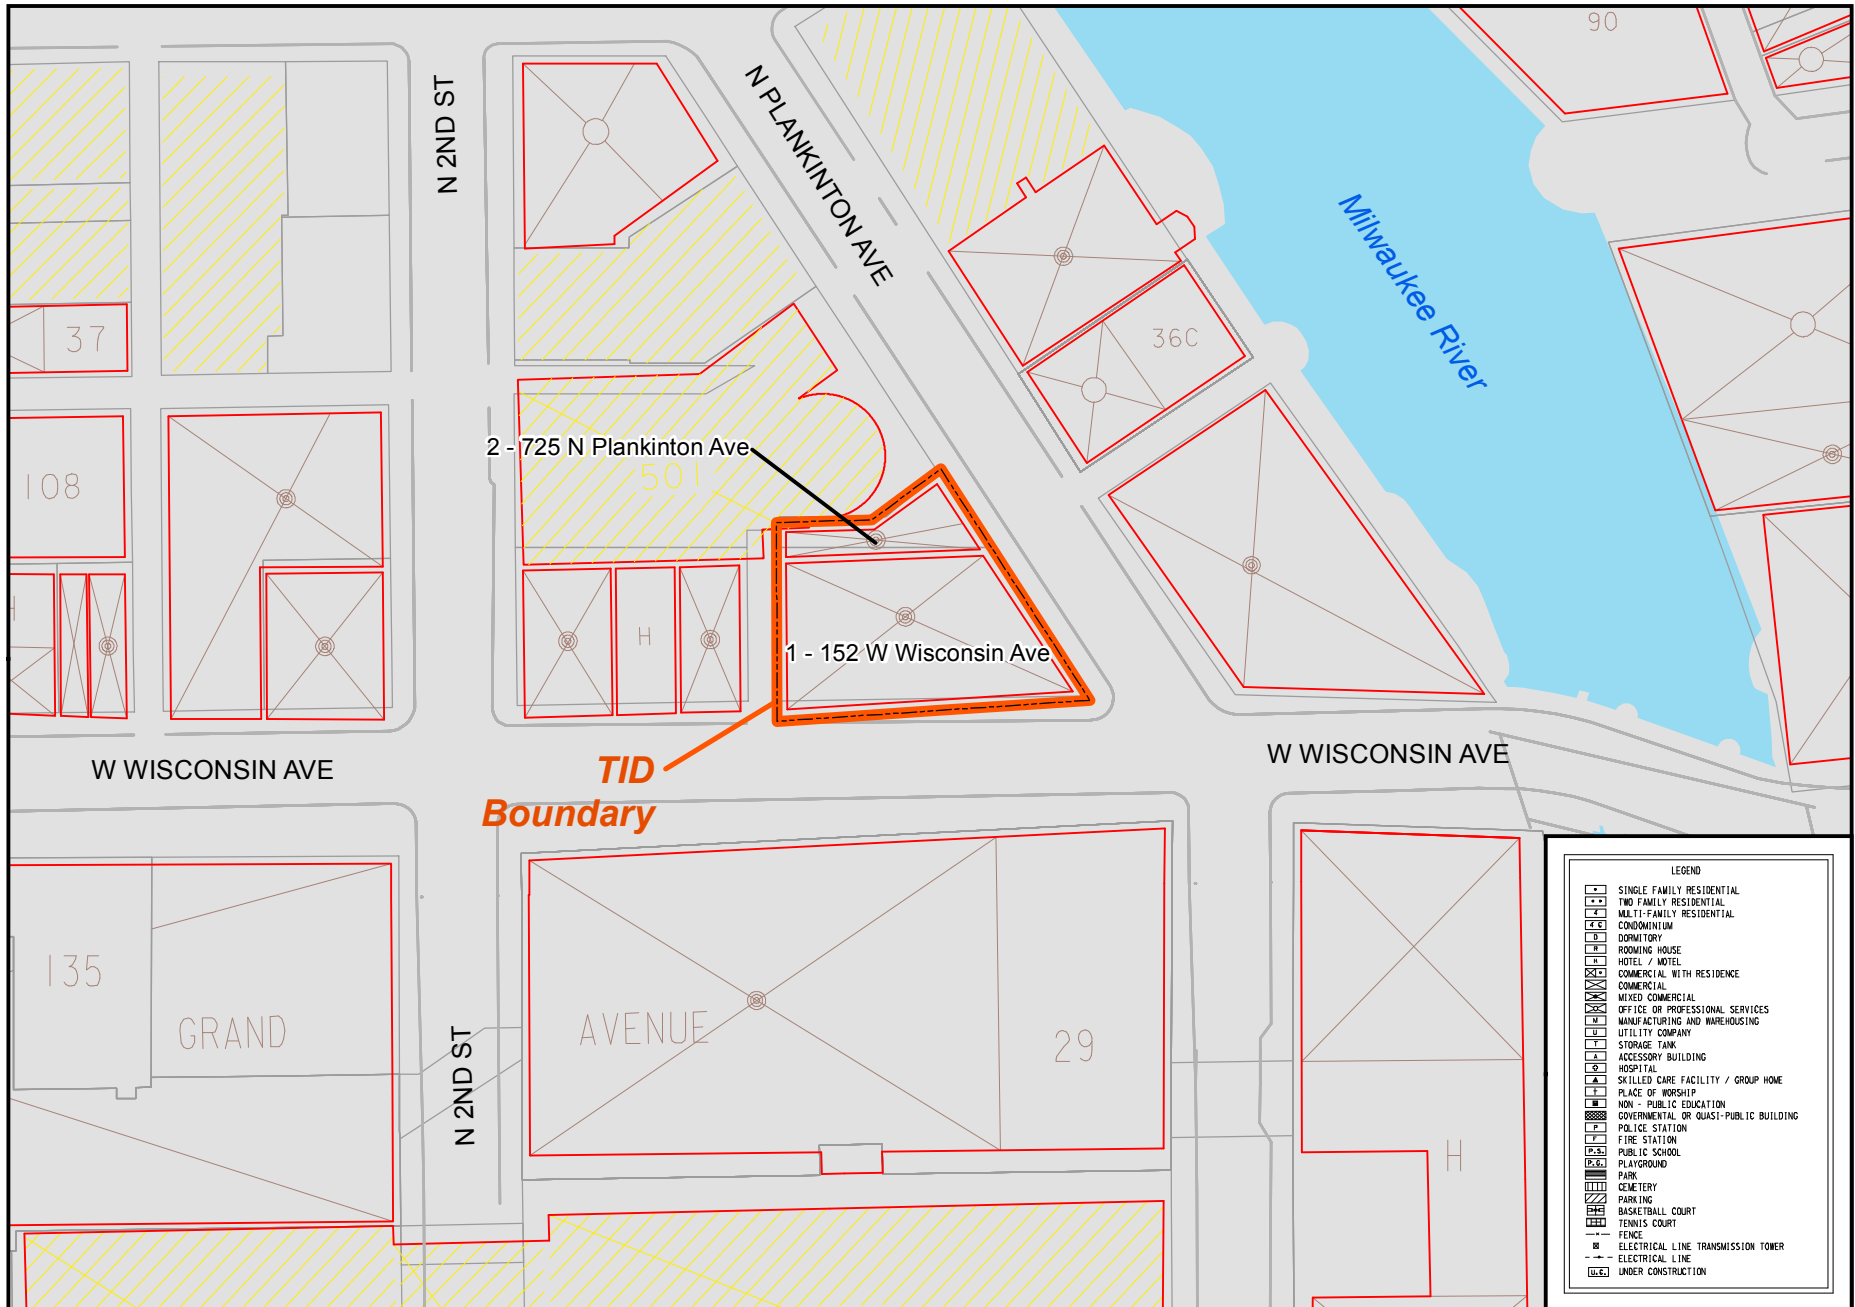 90
N 2ND ST
N PLANKINTON AVE
Milwaukee River
37
36C
2 - 725 N Plankinton Ave
108
501
H
H
1 - 152 W Wisconsin Ave
TID
Boundary
W WISCONSIN AVE
W WISCONSIN AVE
135
GRAND
AVENUE
29
N 2ND ST
H
LEGEND
SINGLE FAMILY RESIDENTIAL
TWO FAMILY RESIDENTIAL
4 MULTI-FAMILY RESIDENTIAL
4 C CONDOMINIUM
D DORMITORY
R ROOMING HOUSE
H HOTEL / MOTEL
COMMERCIAL WITH RESIDENCE
COMMERCIAL
MIXED COMMERCIAL
OFFICE OR PROFESSIONAL SERVICES
M MANUFACTURING AND WAREHOUSING
U UTILITY COMPANY
T STORAGE TANK
A ACCESSORY BUILDING
HOSPITAL
SKILLED CARE FACILITY / GROUP HOME
PLACE OF WORSHIP
NON - PUBLIC EDUCATION
GOVERNMENTAL OR QUASI-PUBLIC BUILDING
P POLICE STATION
F FIRE STATION
P.S. PUBLIC SCHOOL
P.G. PLAYGROUND
PARK
CEMETERY
PARKING
BASKETBALL COURT
TENNIS COURT
FENCE
ELECTRICAL LINE TRANSMISSION TOWER
ELECTRICAL LINE
U.C. UNDER CONSTRUCTION